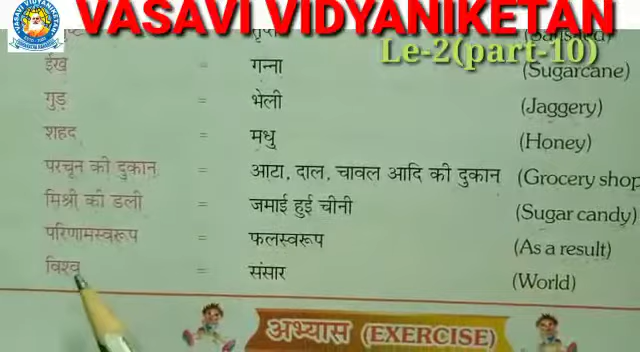 VASAVI VIDYANIKETAN
Le-2(part-10)
ईख = गन्ना (Sugarcane)
गुड़ = भेली (Jaggery)
शहद = मधु (Honey)
परचून की दुकान = आटा, दाल, चावल आदि की दुकान (Grocery shop
मिश्री की डली = जमाई हुई चीनी (Sugar candy)
परिणामस्वरूप = फलस्वरूप (As a result)
विश्व = संसार (World)
अभ्यास (EXERCISE)